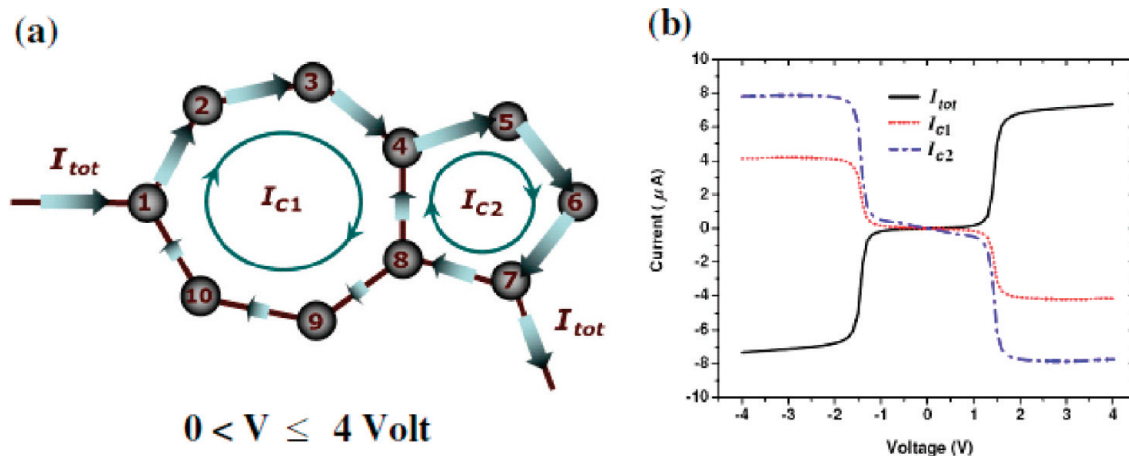 (a)
I_tot
1
2
3
4
5
6
7
8
9
10
I_C1
I_C2
I_tot
0 < V ≤ 4 Volt
(b)
Current ( μ A)
10
8
6
4
2
0
-2
-4
-6
-8
-10
I_tot
I_c1
I_c2
-4 -3 -2 -1 0 1 2 3 4
Voltage (V)